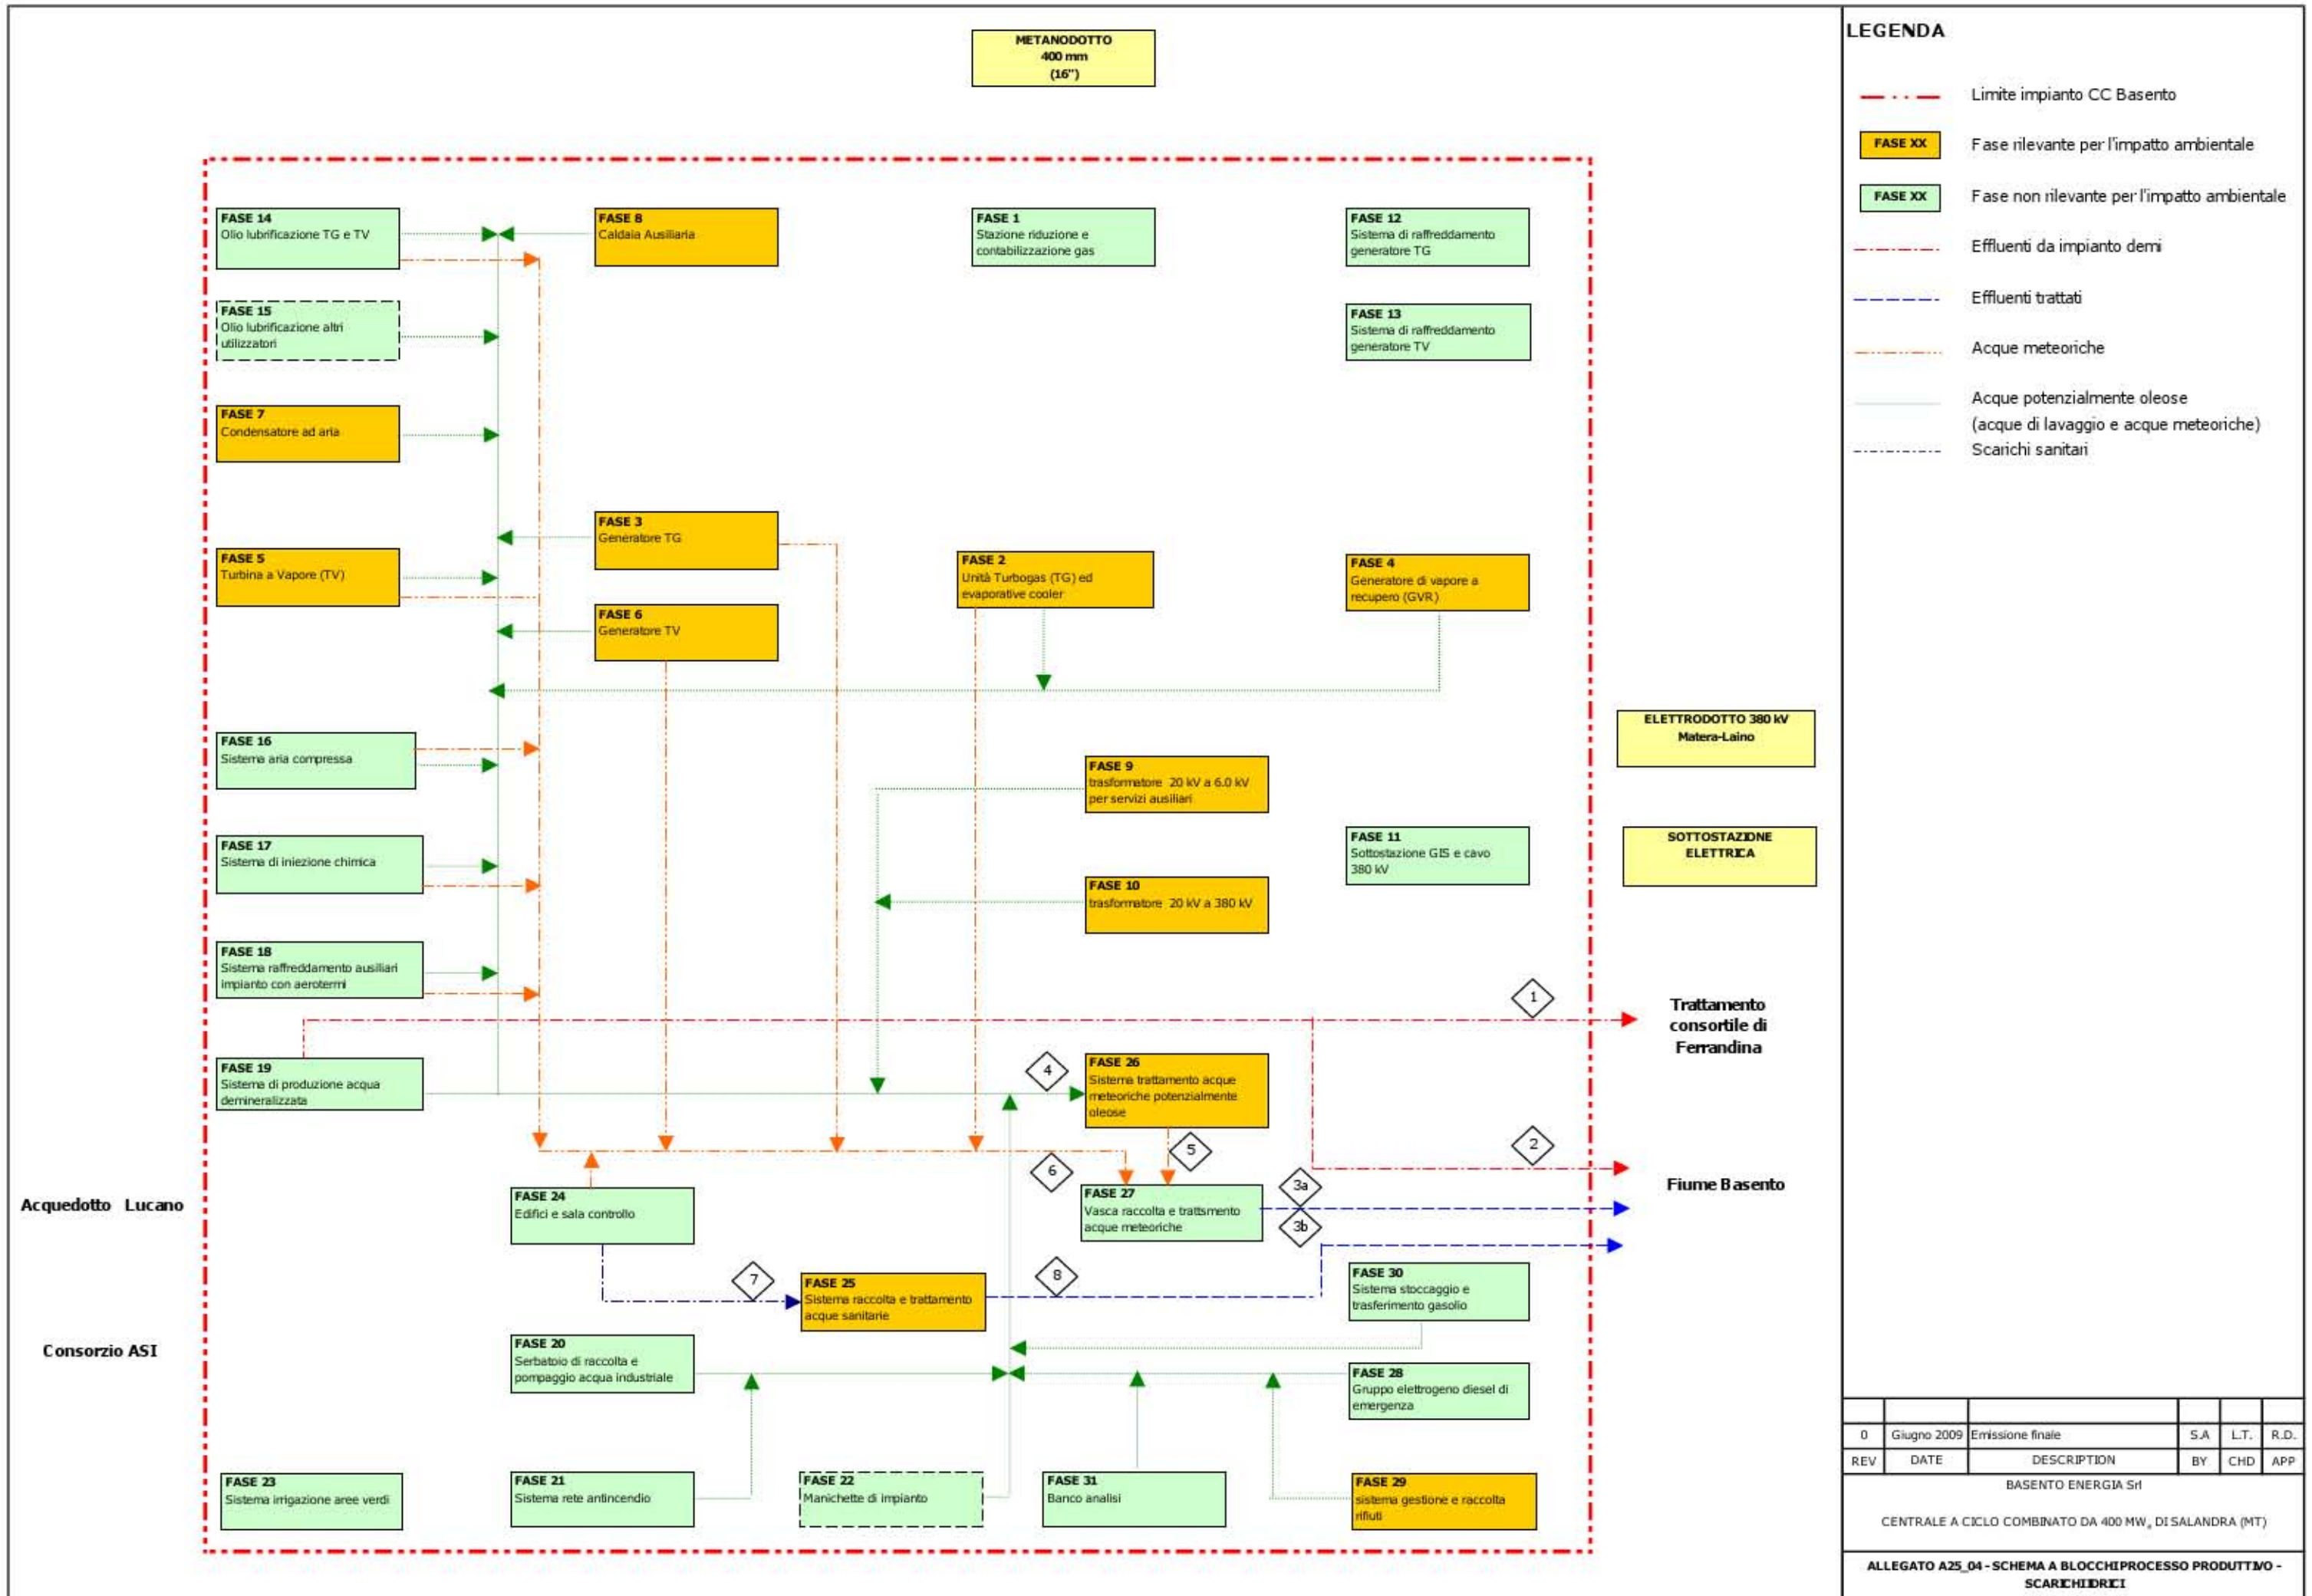 METANODOTTO
400 mm
(16")
FASE 14
Olio lubrificazione TG e TV
FASE 8
Caldaia Ausiliaria
FASE 1
Stazione riduzione e
contabilizzazione gas
FASE 12
Sistema di raffreddamento
generatore TG
FASE 15
Olio lubrificazione altri
utilizzatori
FASE 13
Sistema di raffreddamento
generatore TV
FASE 7
Condensatore ad aria
FASE 3
Generatore TG
FASE 5
Turbina a Vapore (TV)
FASE 2
Unità Turbogas (TG) ed
evaporative cooler
FASE 4
Generatore di vapore a
recupero (GVR)
FASE 6
Generatore TV
ELETTRODOTTO 380 kV
Matera-Laino
FASE 16
Sistema aria compressa
FASE 9
trasformatore 20 kV a 6.0 kV
per servizi ausiliari
FASE 17
Sistema di iniezione chimica
FASE 11
Sottostazione GIS e cavo
380 kV
SOTTOSTAZIONE
ELETTRICA
FASE 10
trasformatore 20 kV a 380 kV
FASE 18
Sistema raffreddamento ausiliari
impianto con aerotermi
1
Trattamento
consortile di
Ferrandina
FASE 19
Sistema di produzione acqua
demineralizzata
4
FASE 26
Sistema trattamento acque
meteoriche potenzialmente
oleose
5
2
6
Acquedotto Lucano
FASE 24
Edifici e sala controllo
FASE 27
Vasca raccolta e trattsmento
acque meteoriche
3a
3b
Fiume Basento
7
FASE 25
Sistema raccolta e trattamento
acque sanitarie
8
FASE 30
Sistema stoccaggio e
trasferimento gasolio
Consorzio ASI
FASE 20
Serbatoio di raccolta e
pompaggio acqua industriale
FASE 28
Gruppo elettrogeno diesel di
emergenza
FASE 23
Sistema irrigazione aree verdi
FASE 21
Sistema rete antincendio
FASE 22
Manichette di impianto
FASE 31
Banco analisi
FASE 29
sistema gestione e raccolta
rifiuti
LEGENDA
Limite impianto CC Basento
FASE XX
Fase rilevante per l'impatto ambientale
FASE XX
Fase non rilevante per l'impatto ambientale
Effluenti da impianto demi
Effluenti trattati
Acque meteoriche
Acque potenzialmente oleose
(acque di lavaggio e acque meteoriche)
Scarichi sanitari
0 Giugno 2009 Emissione finale S.A L.T. R.D.
REV DATE DESCRIPTION BY CHD APP
BASENTO ENERGIA Srl
CENTRALE A CICLO COMBINATO DA 400 MWe DI SALANDRA (MT)
ALLEGATO A25_04 - SCHEMA A BLOCCHI PROCESSO PRODUTTIVO -
SCARICHI IDRICI